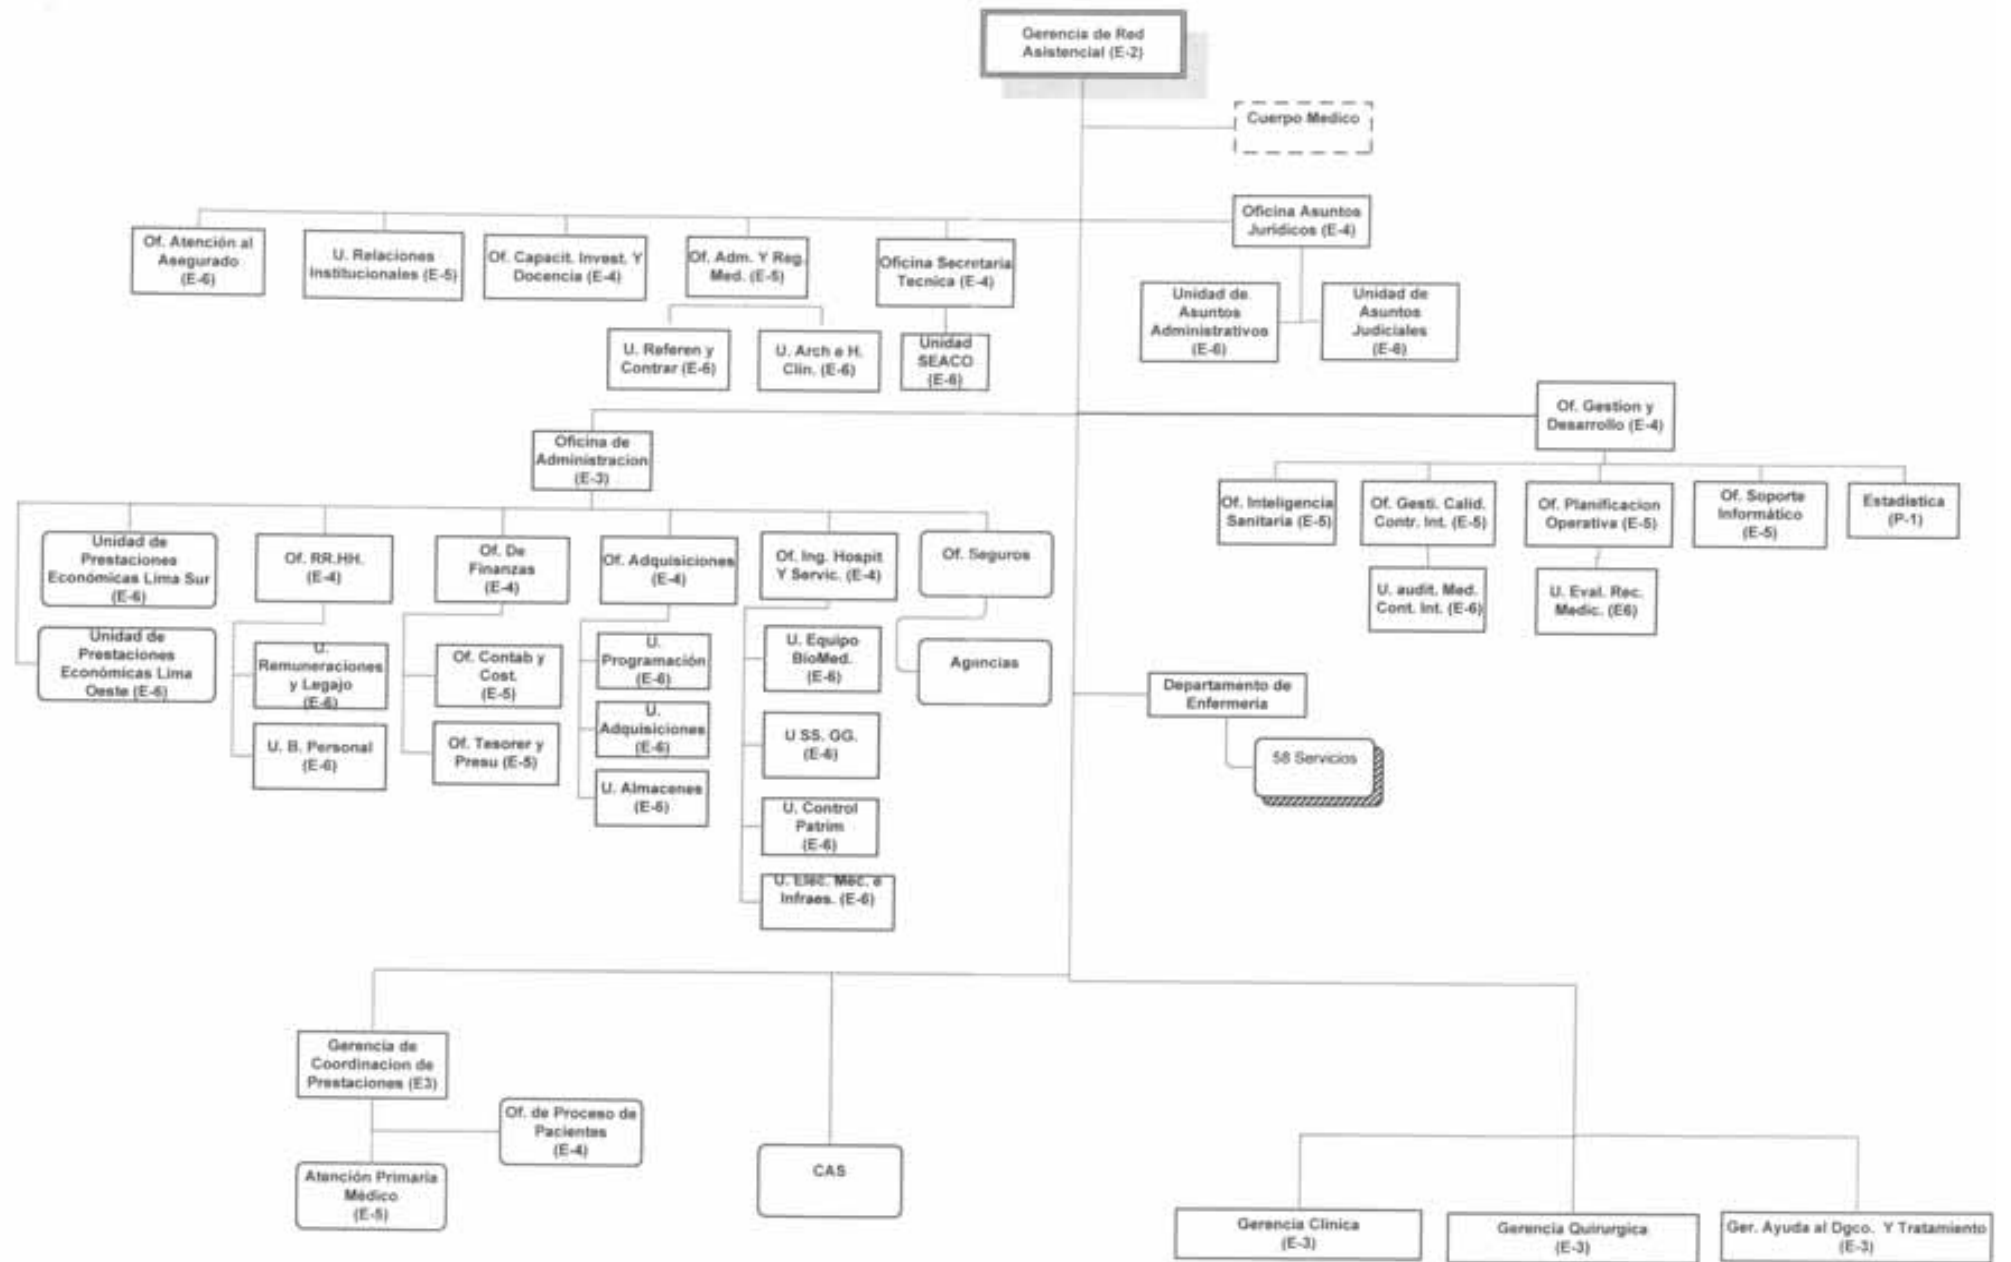 Gerencia de Red
Asistencial (E-2)
Cuerpo Medico
Oficina Asuntos
Juridicos (E-4)
Of. Atención al
Asegurado
(E-6)
U. Relaciones
Institucionales (E-5)
Of. Capacit. Invest. Y
Docencia (E-4)
Of. Adm. Y Reg.
Med. (E-5)
Oficina Secretaria
Tecnica (E-4)
Unidad de
Asuntos
Administrativos
(E-6)
Unidad de
Asuntos
Judiciales
(E-6)
U. Referen y
Contrar (E-6)
U. Arch e H.
Clin. (E-6)
Unidad
SEACO
(E-6)
Of. Gestion y
Desarrollo (E-4)
Oficina de
Administracion
(E-3)
Of. Inteligencia
Sanitaria (E-5)
Of. Gesti. Calid.
Contr. Int. (E-5)
Of. Planificacion
Operativa (E-5)
Of. Soporte
Informático
(E-5)
Estadistica
(P-1)
Unidad de
Prestaciones
Económicas Lima Sur
(E-6)
Of. RR.HH.
(E-4)
Of. De
Finanzas
(E-4)
Of. Adquisiciones
(E-4)
Of. Ing. Hospit
Y Servic. (E-4)
Of. Seguros
U. audit. Med.
Cont. Int. (E-6)
U. Eval. Rec.
Medic. (E6)
Unidad de
Prestaciones
Económicas Lima
Oeste (E-6)
U.
Remuneraciones
y Legajo
(E-6)
Of. Contab y
Cost.
(E-5)
U.
Programación
(E-6)
U. Equipo
BioMed.
(E-6)
Agencias
Departamento de
Enfermeria
U. B. Personal
(E-6)
Of. Tesorer y
Presu (E-5)
U.
Adquisiciones
(E-6)
U SS. GG.
(E-6)
58 Servicios
U. Almacenes
(E-6)
U. Control
Patrim
(E-6)
U. Elec. Mec. e
Infraes. (E-6)
Gerencia de
Coordinacion de
Prestaciones (E3)
Of. de Proceso de
Pacientes
(E-4)
Atención Primaria
Médico
(E-5)
CAS
Gerencia Clinica
(E-3)
Gerencia Quirurgica
(E-3)
Ger. Ayuda al Dgco. Y Tratamiento
(E-3)